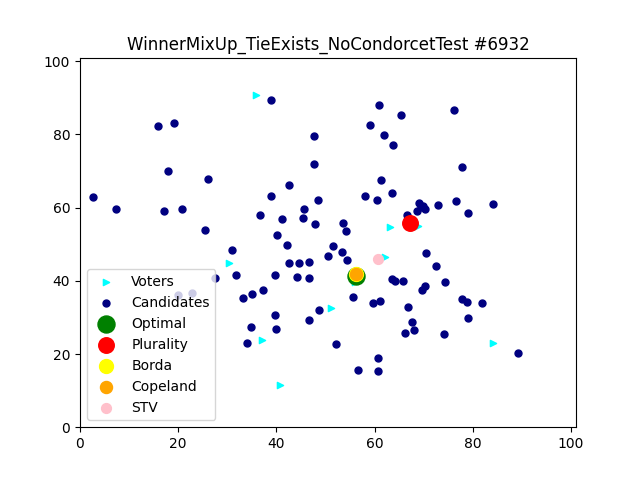 WinnerMixUp_TieExists_NoCondorcetTest #6932
100
80
60
40
20
0
Voters
Candidates
Optimal
Plurality
Borda
Copeland
STV
0 20 40 60 80 100